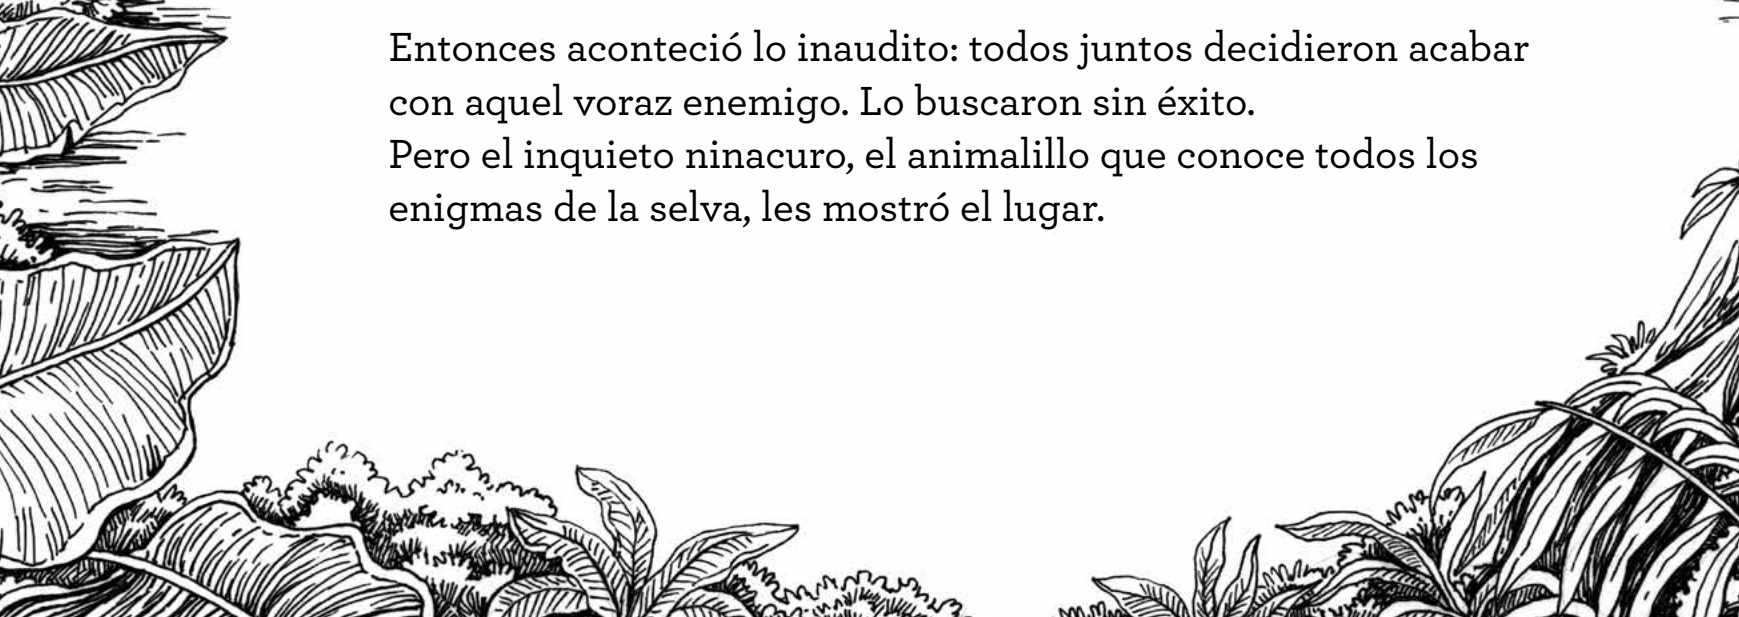 Entonces aconteció lo inaudito: todos juntos decidieron acabar
con aquel voraz enemigo. Lo buscaron sin éxito.
Pero el inquieto ninacuro, el animalillo que conoce todos los
enigmas de la selva, les mostró el lugar.